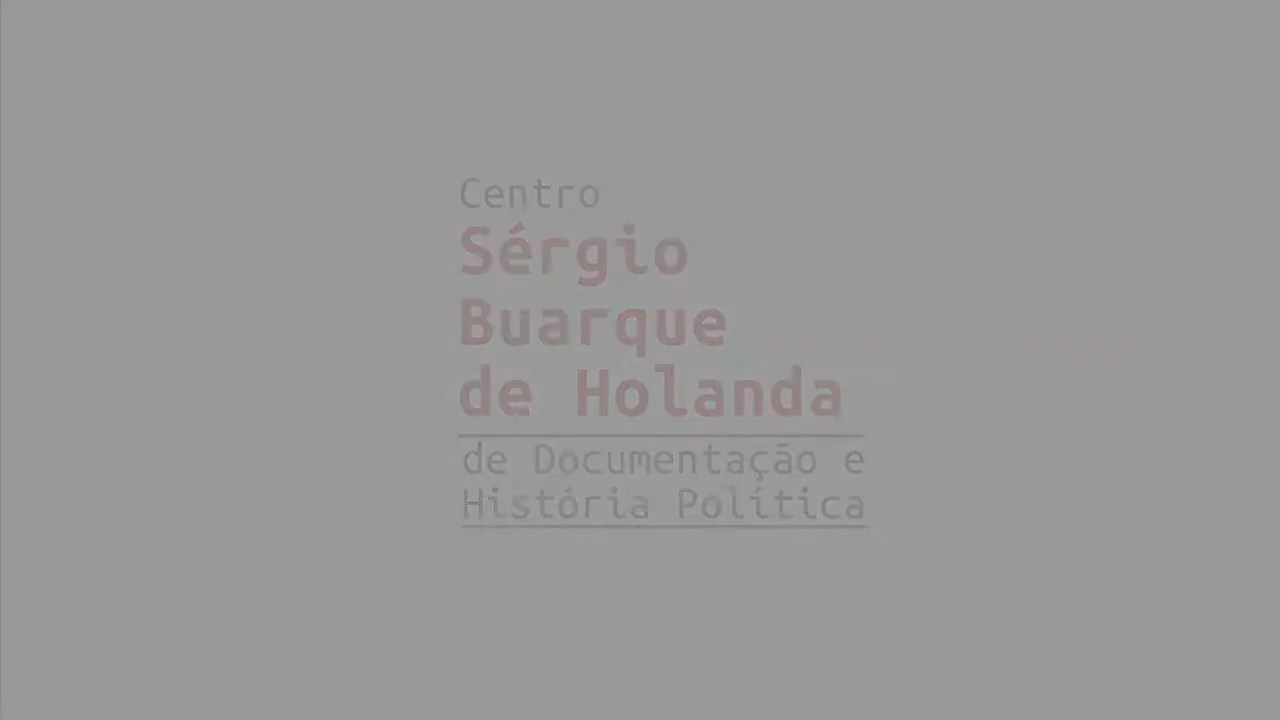 Centro
Sérgio
Buarque
de Holanda
de Documentação e
História Política